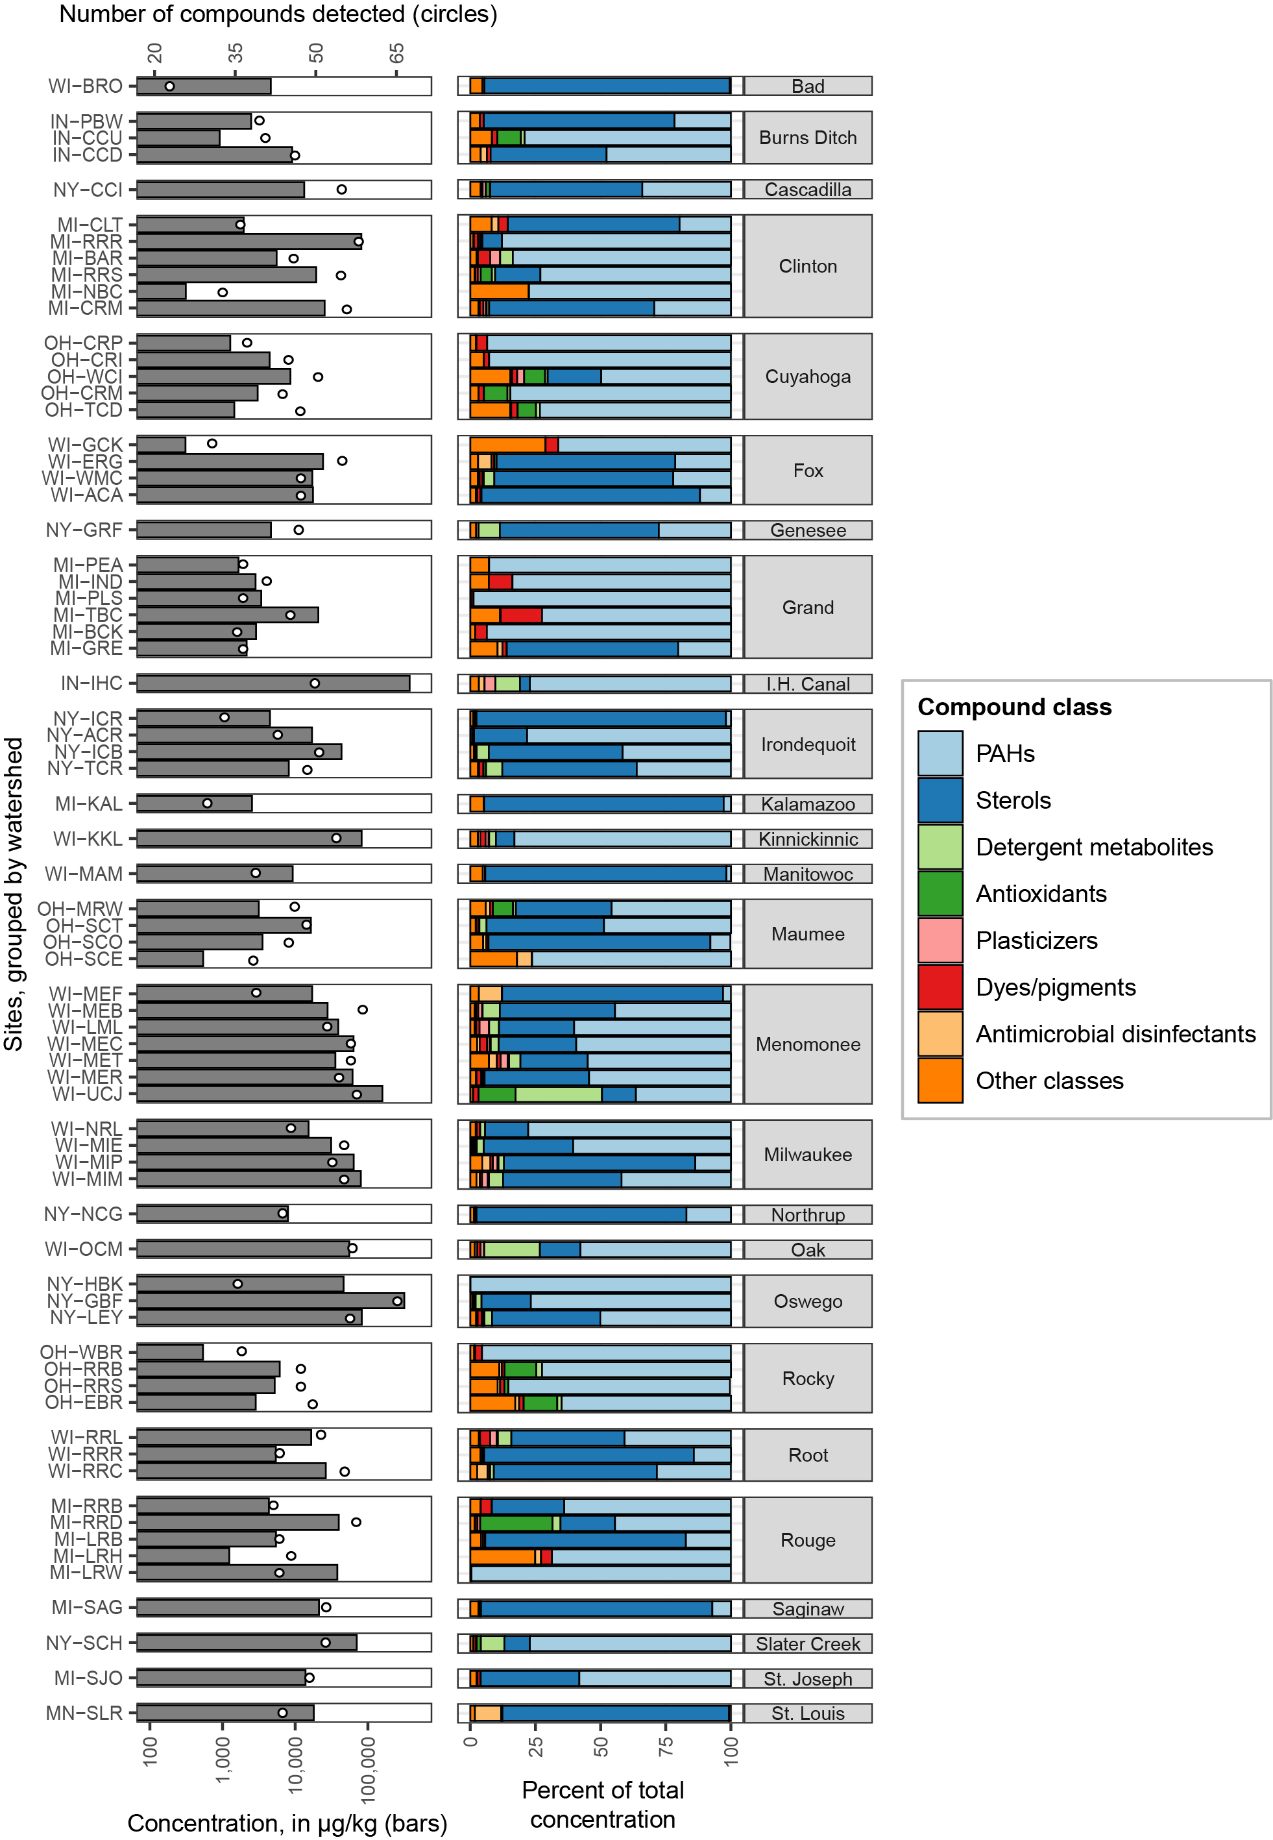 Number of compounds detected (circles)
20 35 50 65
Sites, grouped by watershed
WI−BRO Bad
IN−PBW
IN−CCU Burns Ditch
IN−CCD
NY−CCI Cascadilla
MI−CLT
MI−RRR
MI−BAR Clinton
MI−RRS
MI−NBC
MI−CRM
OH−CRP
OH−CRI
OH−WCI Cuyahoga
OH−CRM
OH−TCD
WI−GCK
WI−ERG Fox
WI−WMC
WI−ACA
NY−GRF Genesee
MI−PEA
MI−IND
MI−PLS Grand
MI−TBC
MI−BCK
MI−GRE
IN−IHC I.H. Canal
NY−ICR
NY−ACR Irondequoit
NY−ICB
NY−TCR
MI−KAL Kalamazoo
WI−KKL Kinnickinnic
WI−MAM Manitowoc
OH−MRW
OH−SCT Maumee
OH−SCO
OH−SCE
WI−MEF
WI−MEB
WI−LML
WI−MEC Menomonee
WI−MET
WI−MER
WI−UCJ
WI−NRL
WI−MIE Milwaukee
WI−MIP
WI−MIM
NY−NCG Northrup
WI−OCM Oak
NY−HBK
NY−GBF Oswego
NY−LEY
OH−WBR
OH−RRB Rocky
OH−RRS
OH−EBR
WI−RRL
WI−RRR Root
WI−RRC
MI−RRB
MI−RRD
MI−LRB Rouge
MI−LRH
MI−LRW
MI−SAG Saginaw
NY−SCH Slater Creek
MI−SJO St. Joseph
MN−SLR St. Louis
100 1,000 10,000 100,000
0 25 50 75 100
Concentration, in µg/kg (bars)
Percent of total
concentration
Compound class
PAHs
Sterols
Detergent metabolites
Antioxidants
Plasticizers
Dyes/pigments
Antimicrobial disinfectants
Other classes